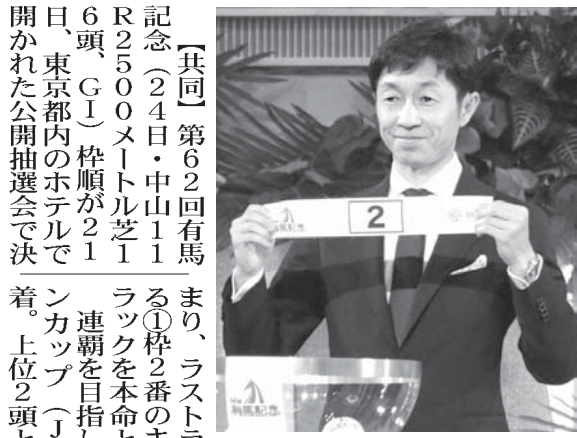 【共同】第62回有馬
記念(24日・中山11
R2500メートル芝1
6頭、GI)枠順が21
日、東京都内のホテルで
開かれた公開抽選会で決
まり、ラストラ
る①枠2番のキ
ラックを本命と
連覇を目指し
ンカップ(J
着。上位2頭と
2
有馬記念
有馬記念